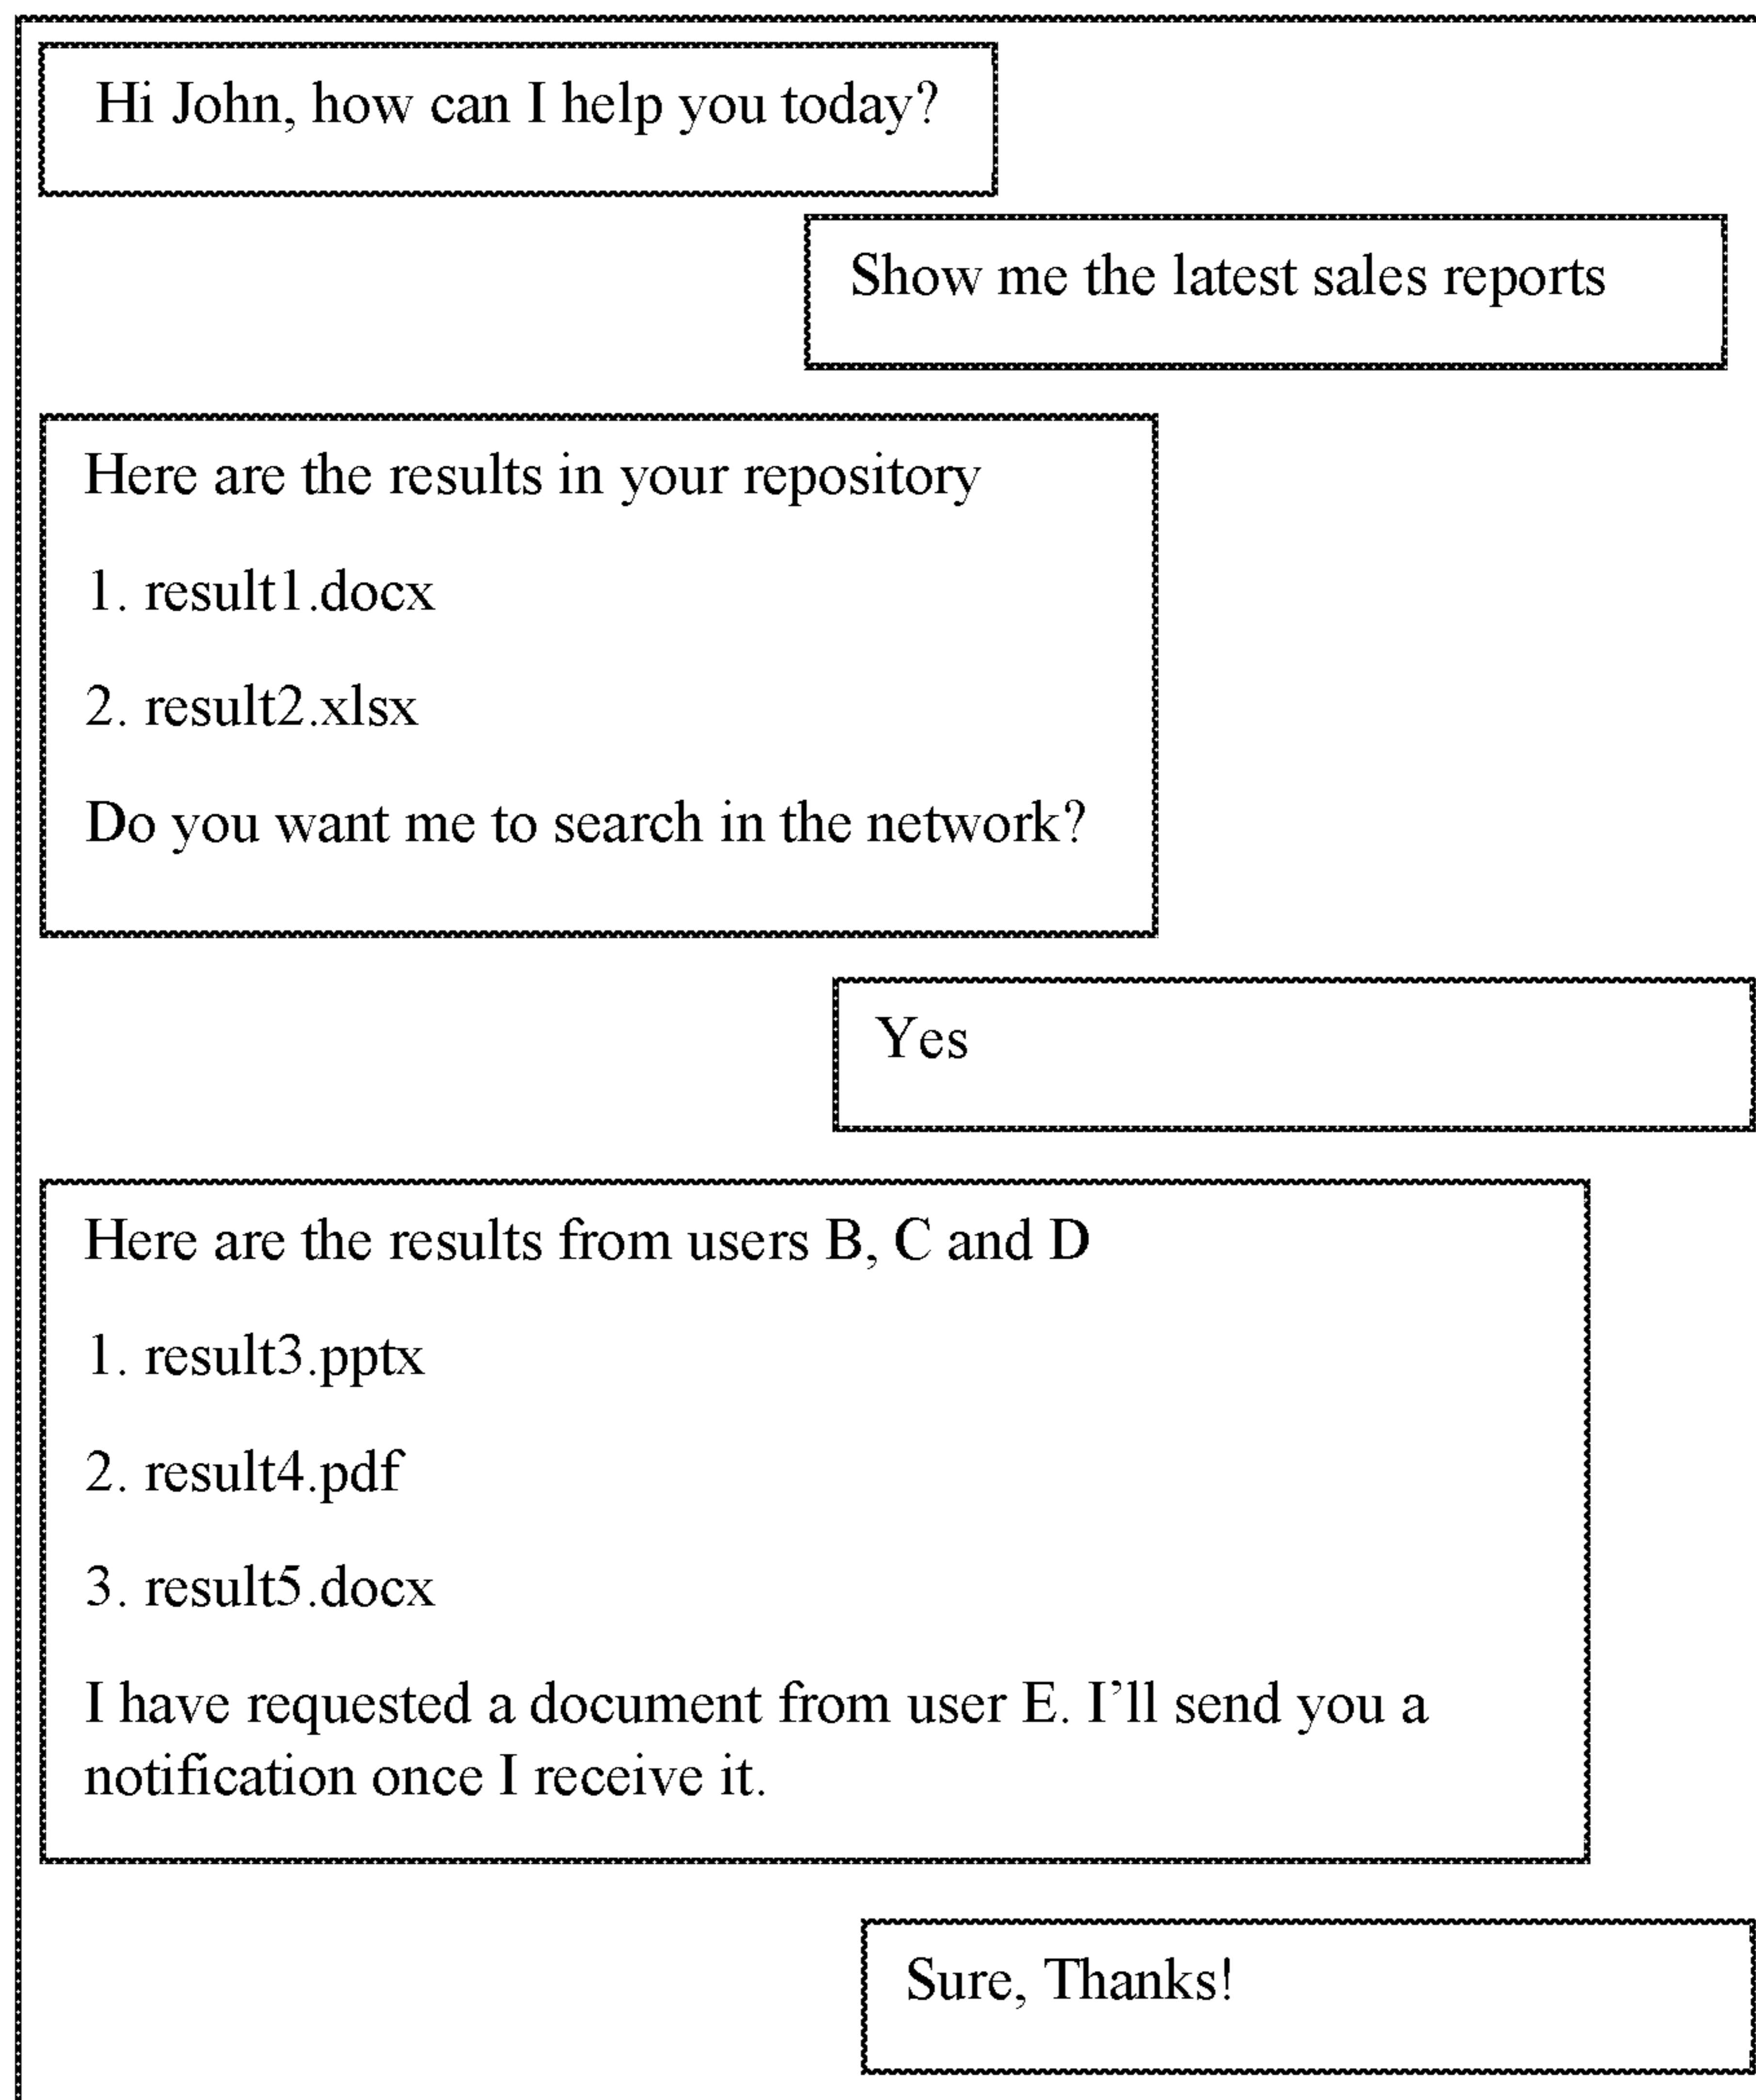 Hi John, how can I help you today?
Show me the latest sales reports
Here are the results in your repository
1. result1.docx
2. result2.xlsx
Do you want me to search in the network?
Yes
Here are the results from users B, C and D
1. result3.pptx
2. result4.pdf
3. result5.docx
I have requested a document from user E. I’ll send you a
notification once I receive it.
Sure, Thanks!